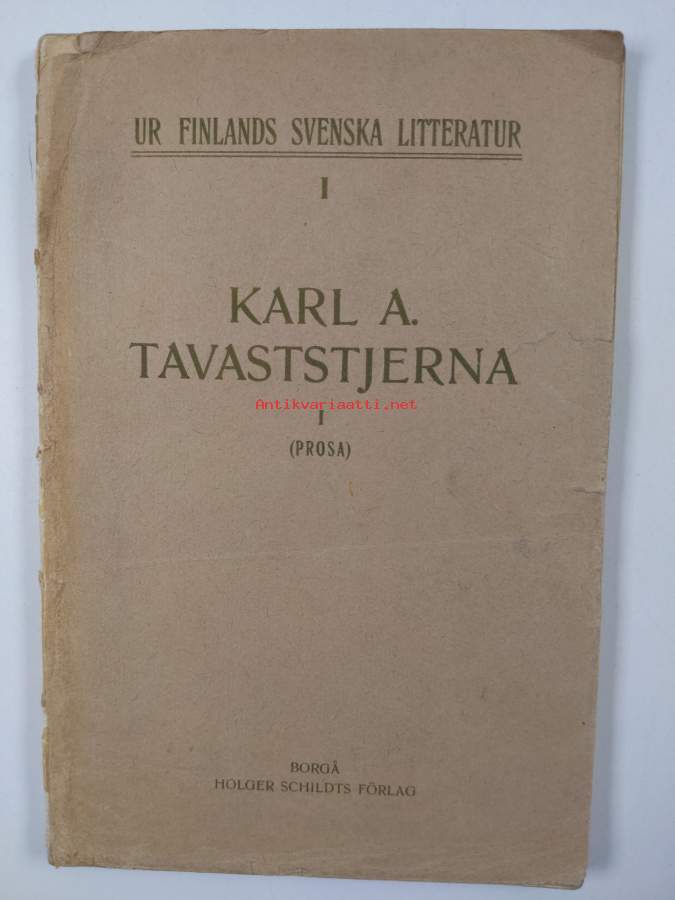 UR FINLANDS SVENSKA LITTERATUR
I
KARL A.
TAVASTSTJERNA
Antikvariaatti.net
I
(PROSA)
BORGÅ
HOLGER SCHILDTS FÖRLAG